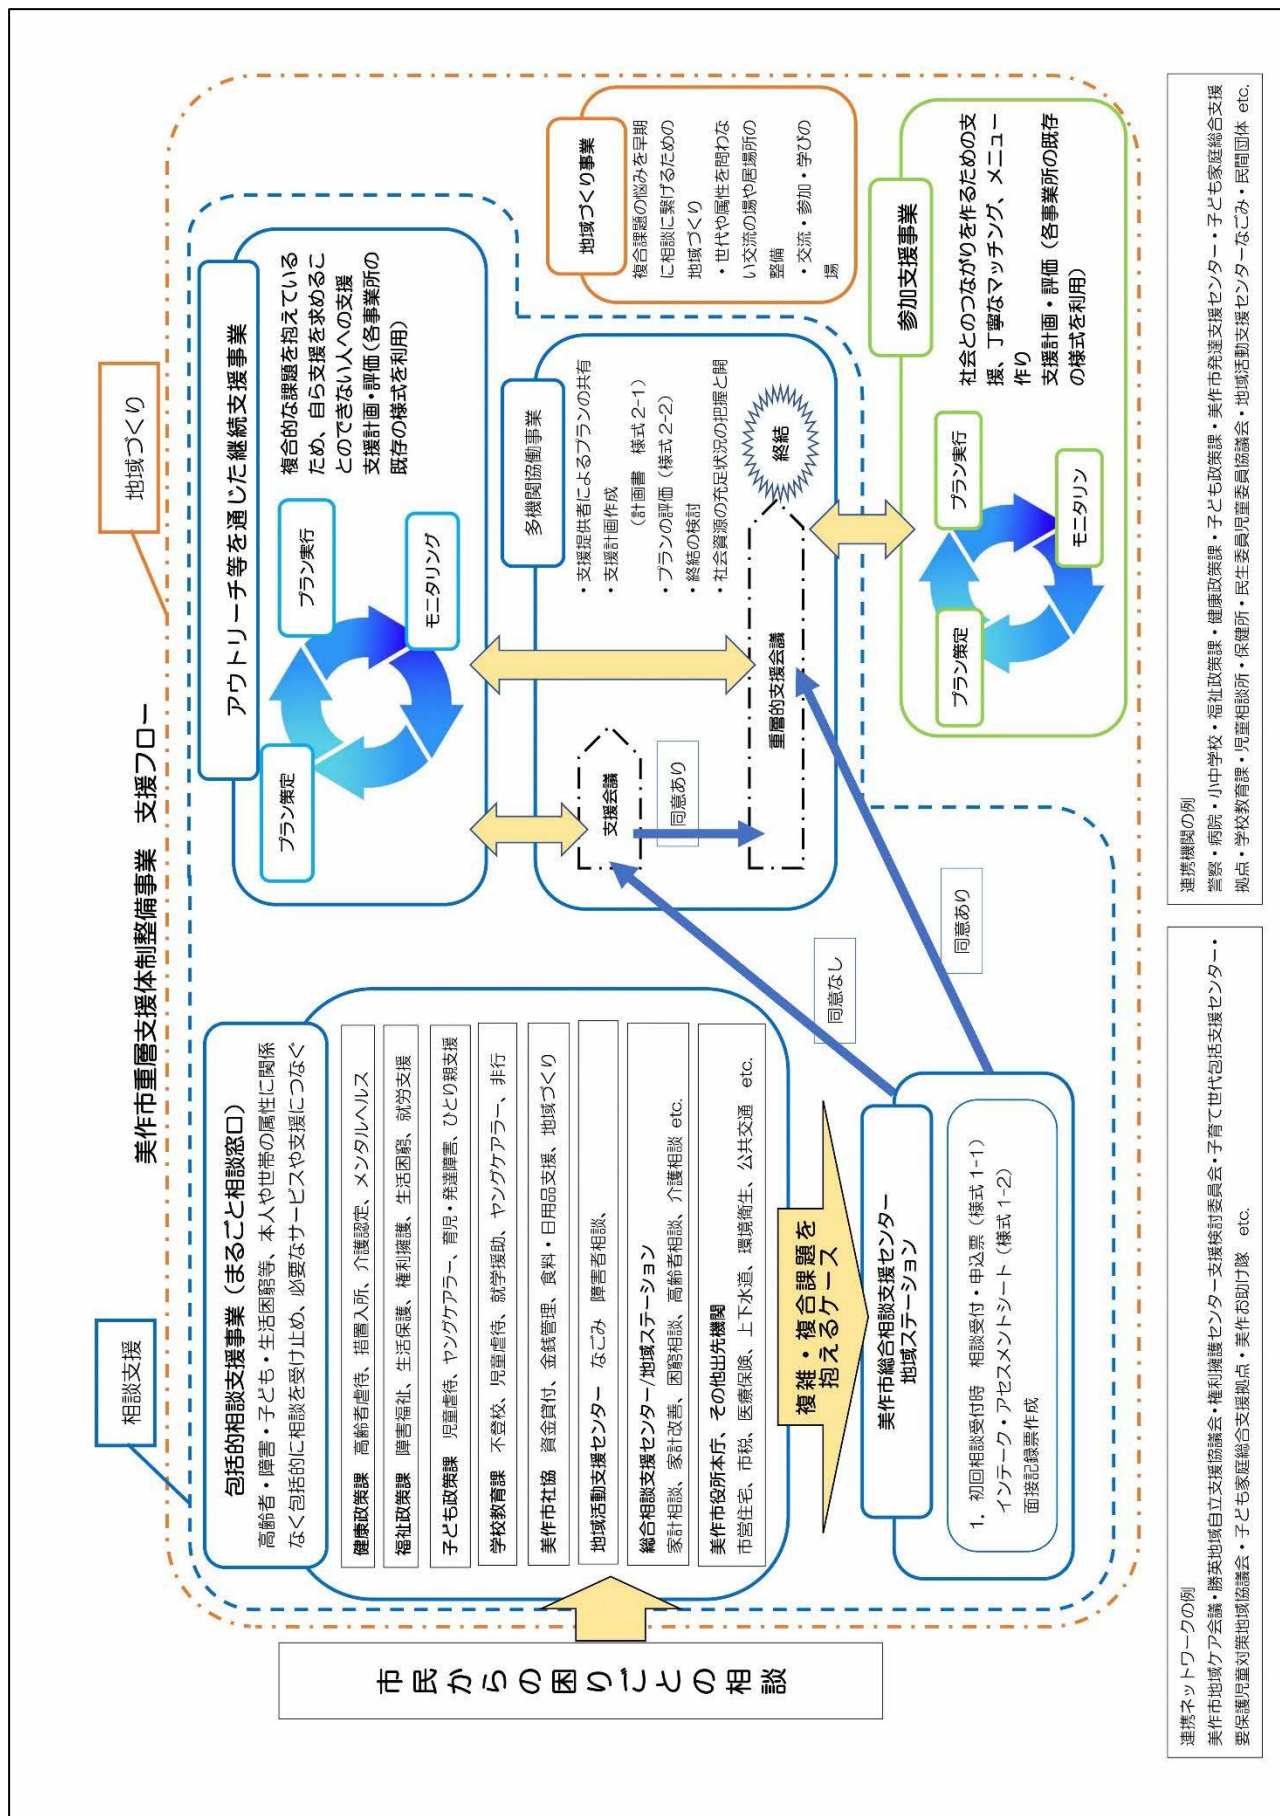 美作市重層支援体制整備事業　支援フロー
相談支援
地域づくり
市民からの困りごとの相談
包括的相談支援事業（まるごと相談窓口）
高齢者・障害・子ども・生活困窮等、本人や世帯の属性に関係
なく包括的に相談を受け止め、必要なサービスや支援につなぐ
健康政策課　高齢者虐待、措置入所、介護認定、メンタルヘルス
福祉政策課　障害福祉、生活保護、権利擁護、生活困窮、就労支援
子ども政策課　児童虐待、ヤングケアラー、育児・発達障害、ひとり親支援
学校教育課　不登校、児童虐待、就学援助、ヤングケアラー、非行
美作市社協　資金貸付、金銭管理、食料・日用品支援、地域づくり
地域活動支援センター　なごみ　障害者相談、
総合相談支援センター/地域ステーション
家計相談、家計改善、困窮相談、高齢者相談、介護相談 etc.
美作市役所本庁、その他出先機関
市営住宅、市税、医療保険、上下水道、環境衛生、公共交通　etc.
複雑・複合課題を
抱えるケース
美作市総合相談支援センター
地域ステーション
1. 初回相談受付時　相談受付・申込票（様式 1-1）
インテーク・アセスメントシート（様式 1-2）
面接記録票作成
同意なし
同意あり
アウトリーチ等を通じた継続支援事業
プラン策定
プラン実行
モニタリング
複合的な課題を抱えている
ため、自ら支援を求めるこ
とのできない人への支援
支援計画・評価（各事業所の
既存の様式を利用）
多機関協働事業
・支援提供者によるプランの共有
・支援計画作成
（計画書　様式 2-1）
・プランの評価（様式 2-2）
・終結の検討
・社会資源の充足状況の把握と開
支援会議
同意あり
重層的支援会議
終結
地域づくり事業
複合課題の悩みを早期
に相談に繋げるための
地域づくり
・世代や属性を問わな
い交流の場や居場所の
整備
・交流・参加・学びの
場
参加支援事業
プラン策定
プラン実行
モニタリン
社会とのつながりを作るための支
援、丁寧なマッチング、メニュー
作り
支援計画・評価（各事業所の既存
の様式を利用）
連携ネットワークの例
美作市地域ケア会議・勝英地域自立支援協議会・権利擁護センター支援検討委員会・子育て世代包括支援センター・
要保護児童対策地域協議会・子ども家庭総合支援拠点・美作お助け隊　etc.
連携機関の例
警察・病院・小中学校・福祉政策課・健康政策課・子ども政策課・美作市発達支援センター・子ども家庭総合支援
拠点・学校教育課・児童相談所・保健所・民生委員児童委員協議会・地域活動支援センターなごみ・民間団体 etc.